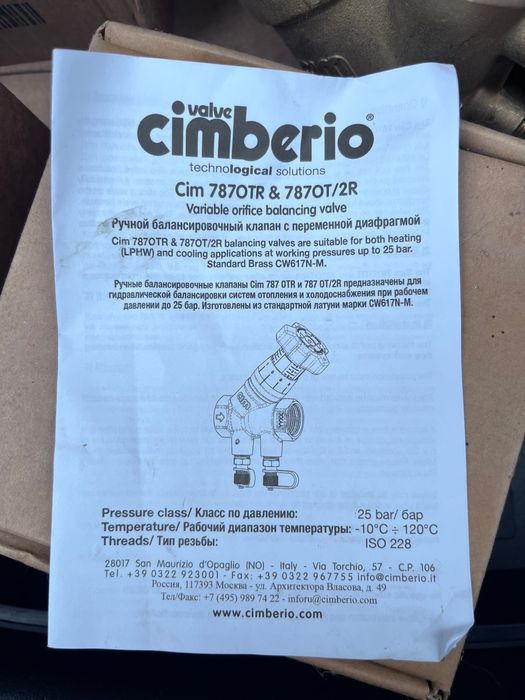 valve
cimberio®
technological solutions
Cim 787OTR & 787OT/2R
Variable orifice balancing valve
Ручной балансировочный клапан с переменной диафрагмой
Cim 787OTR & 787OT/2R balancing valves are suitable for both heating
(LPHW) and cooling applications at working pressures up to 25 bar.
Standard Brass CW617N-M.
Ручные балансировочные клапаны Cim 787 OTR и 787 OT/2R предназначены для
гидравлической балансировки систем отопления и холодоснабжения при рабочем
давлении до 25 бар. Изготовлены из стандартной латуни марки CW617N-M.
Pressure class/ Класс по давлению: 25 bar/ бар
Temperature/ Рабочий диапазон температуры: -10°C ÷ 120°C
Threads/ Тип резьбы: ISO 228
28017 San Maurizio d'Opaglio (NO) - Italy - Via Torchio, 57 - C.P. 106
Tel. +39 0322 923001 - Fax: +39 0322 967755 info@cimberio.it
Россия, 117393 Москва - ул. Архитектора Власова, д. 49
Тел/Факс: +7 (495) 989 74 22 - inforu@cimberio.com
www.cimberio.com